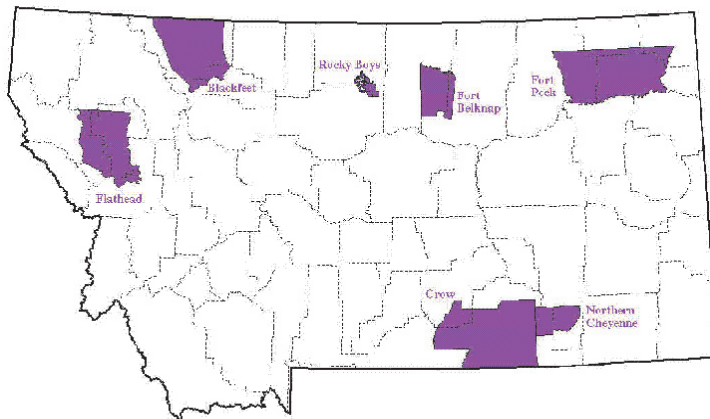 Rocky Boys
Blackfeet
Fort
Belknap
Fort
Peck
Flathead
Crow
Northern
Cheyenne